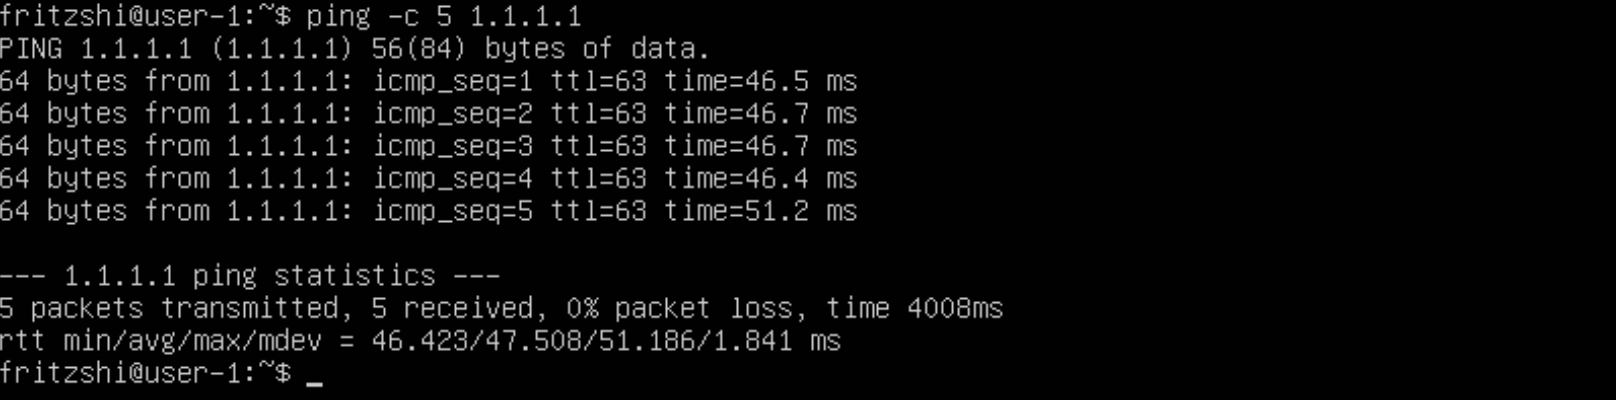 fritzshi@user-1:~$ ping -c 5 1.1.1.1
PING 1.1.1.1 (1.1.1.1) 56(84) bytes of data.
64 bytes from 1.1.1.1: icmp_seq=1 ttl=63 time=46.5 ms
64 bytes from 1.1.1.1: icmp_seq=2 ttl=63 time=46.7 ms
64 bytes from 1.1.1.1: icmp_seq=3 ttl=63 time=46.7 ms
64 bytes from 1.1.1.1: icmp_seq=4 ttl=63 time=46.4 ms
64 bytes from 1.1.1.1: icmp_seq=5 ttl=63 time=51.2 ms
--- 1.1.1.1 ping statistics ---
5 packets transmitted, 5 received, 0% packet loss, time 4008ms
rtt min/avg/max/mdev = 46.423/47.508/51.186/1.841 ms
fritzshi@user-1:~$ _